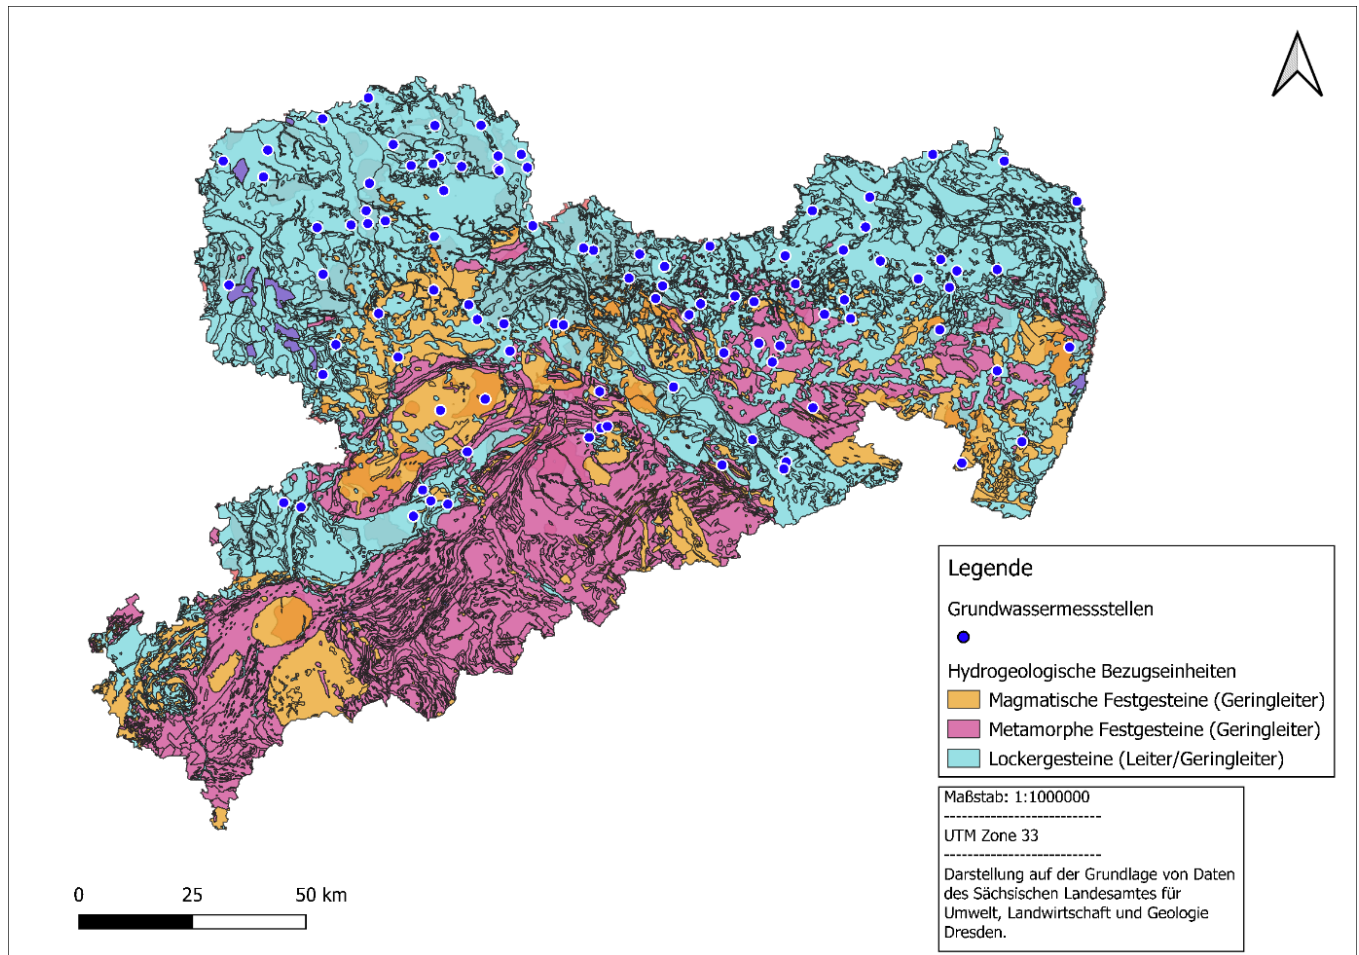 Legende
Grundwassermessstellen
Hydrogeologische Bezugseinheiten
Magmatische Festgesteine (Geringleiter)
Metamorphe Festgesteine (Geringleiter)
Lockergesteine (Leiter/Geringleiter)
Maßstab: 1:1000000
---------------------------
UTM Zone 33
---------------------------
Darstellung auf der Grundlage von Daten
des Sächsischen Landesamtes für
Umwelt, Landwirtschaft und Geologie
Dresden.
0 25 50 km